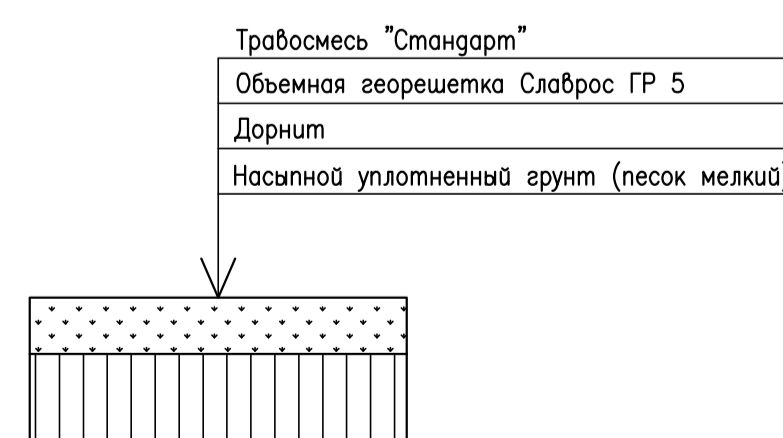 Травосмесь "Стандарт"
Объемная георешетка Славрос ГР 5
Дорнит
Насыпной уплотненный грунт (песок мелкий)